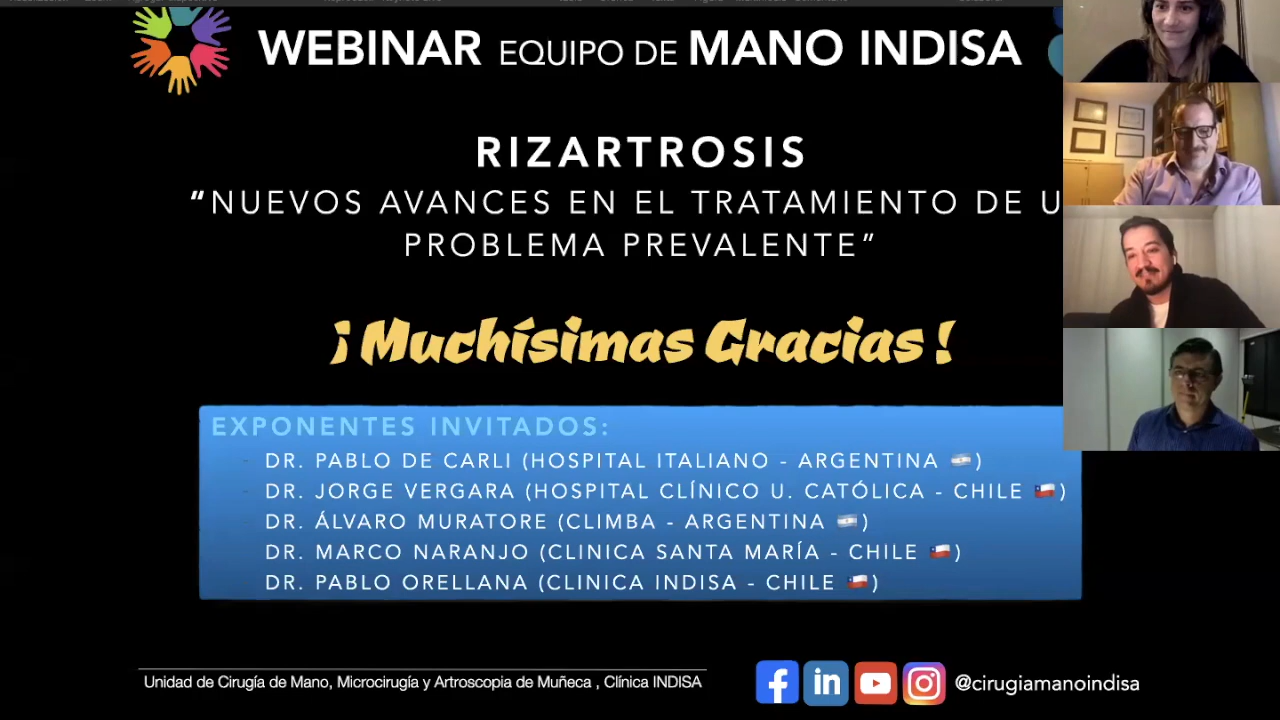 WEBINAR EQUIPO DE MANO INDISA
RIZARTROSIS
“NUEVOS AVANCES EN EL TRATAMIENTO DE U
PROBLEMA PREVALENTE”
¡Muchísimas Gracias!
EXPONENTES INVITADOS:
- DR. PABLO DE CARLI (HOSPITAL ITALIANO - ARGENTINA 🇦🇷)
- DR. JORGE VERGARA (HOSPITAL CLÍNICO U. CATÓLICA - CHILE 🇨🇱)
DR. ÁLVARO MURATORE (CLIMBA - ARGENTINA 🇦🇷)
DR. MARCO NARANJO (CLINICA SANTA MARÍA - CHILE 🇨🇱)
DR. PABLO ORELLANA (CLINICA INDISA - CHILE 🇨🇱)
Unidad de Cirugía de Mano, Microcirugía y Artroscopia de Muñeca , Clínica INDISA
@cirugiamanoindisa